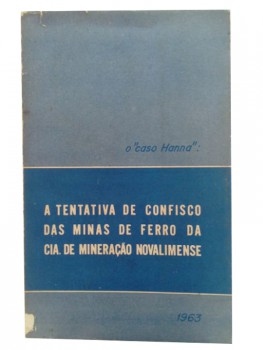 o "caso Hanna":
A TENTATIVA DE CONFISCO
DAS MINAS DE FERRO DA
CIA. DE MINERAÇÃO NOVALIMENSE
1963